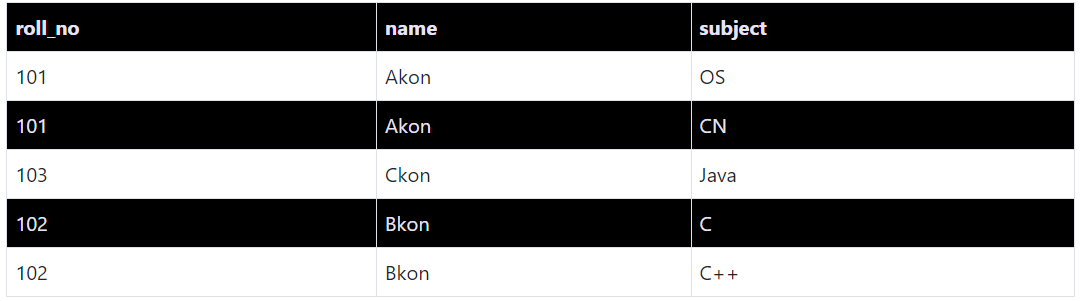 roll_no name subject
101 Akon OS
101 Akon CN
103 Ckon Java
102 Bkon C
102 Bkon C++